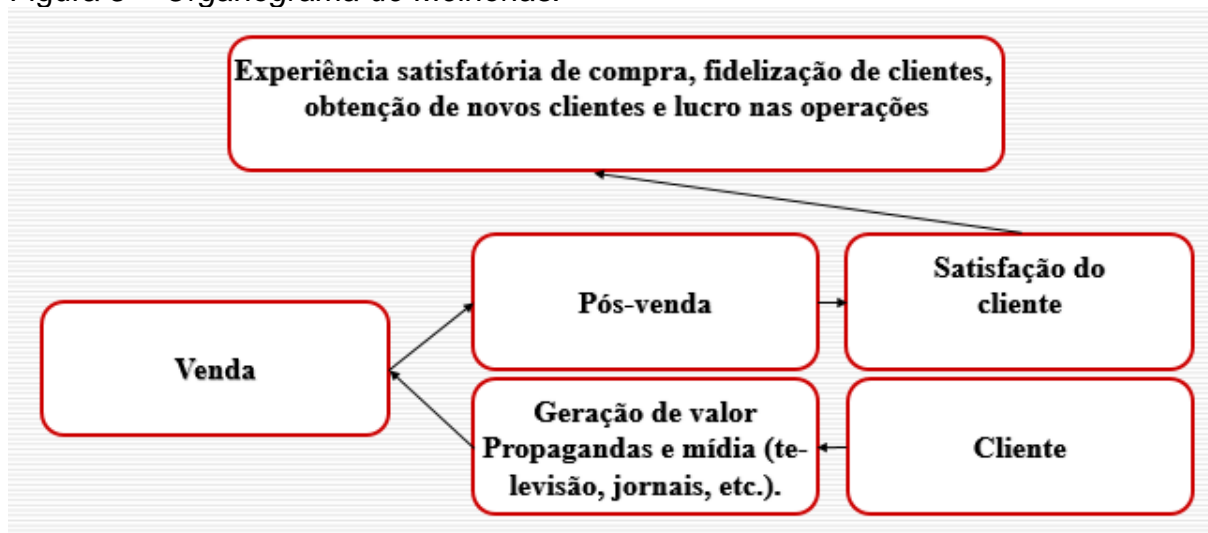 Experiência satisfatória de compra, fidelização de clientes,
obtenção de novos clientes e lucro nas operações
Satisfação do
cliente
Pós-venda
Venda
Geração de valor
Propagandas e mídia (te-
levisão, jornais, etc.).
Cliente